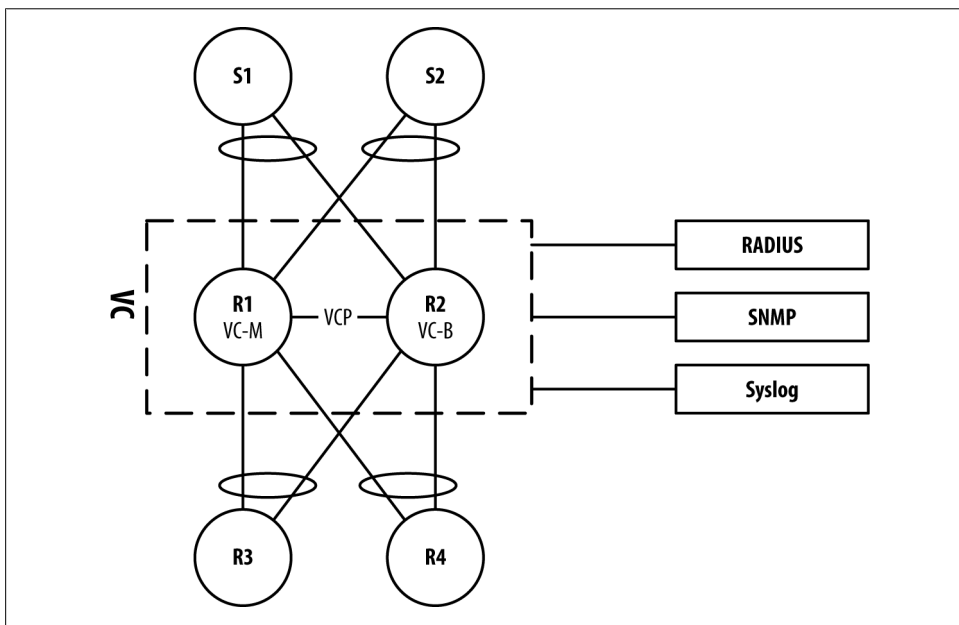 S1
S2
RADIUS
VC
R1
VC-M
VCP
R2
VC-B
SNMP
Syslog
R3
R4